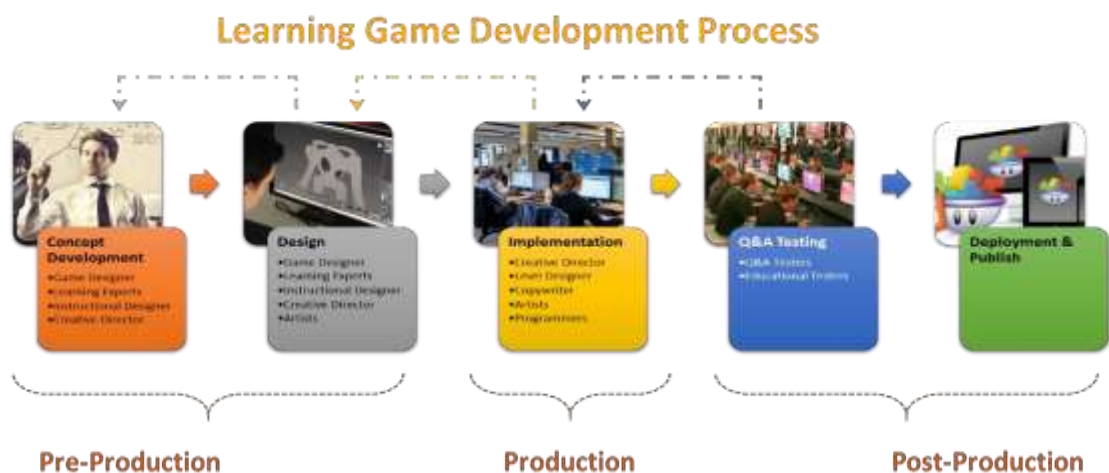 Learning Game Development Process
Concept
Development
•Game Designer
•Learning Experts
•Instructional Designer
•Creative Director
Design
•Game Designer
•Learning Experts
•Instructional Designer
•Creative Director
•Artists
Implementation
•Creative Director
•Level Designer
•Copywriter
•Artists
•Programmers
Q&A Testing
•Q&A Testers
•Educational Testers
Deployment &
Publish
Pre-Production
Production
Post-Production